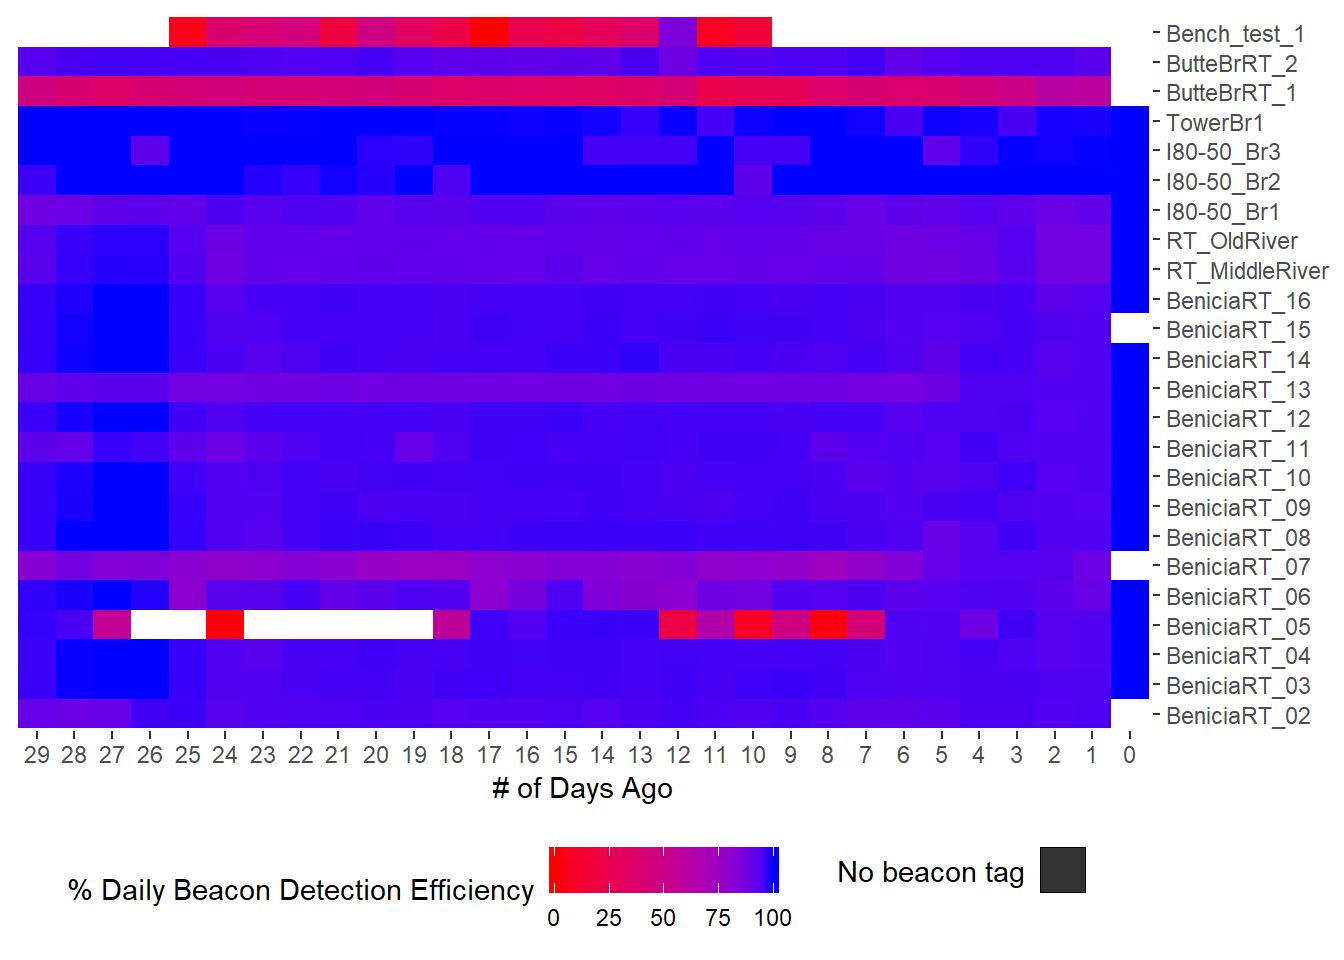 Bench_test_1
ButteBrRT_2
ButteBrRT_1
TowerBr1
I80-50_Br3
I80-50_Br2
I80-50_Br1
RT_OldRiver
RT_MiddleRiver
BeniciaRT_16
BeniciaRT_15
BeniciaRT_14
BeniciaRT_13
BeniciaRT_12
BeniciaRT_11
BeniciaRT_10
BeniciaRT_09
BeniciaRT_08
BeniciaRT_07
BeniciaRT_06
BeniciaRT_05
BeniciaRT_04
BeniciaRT_03
BeniciaRT_02
29 28 27 26 25 24 23 22 21 20 19 18 17 16 15 14 13 12 11 10 9 8 7 6 5 4 3 2 1 0
# of Days Ago
% Daily Beacon Detection Efficiency
0 25 50 75 100
No beacon tag